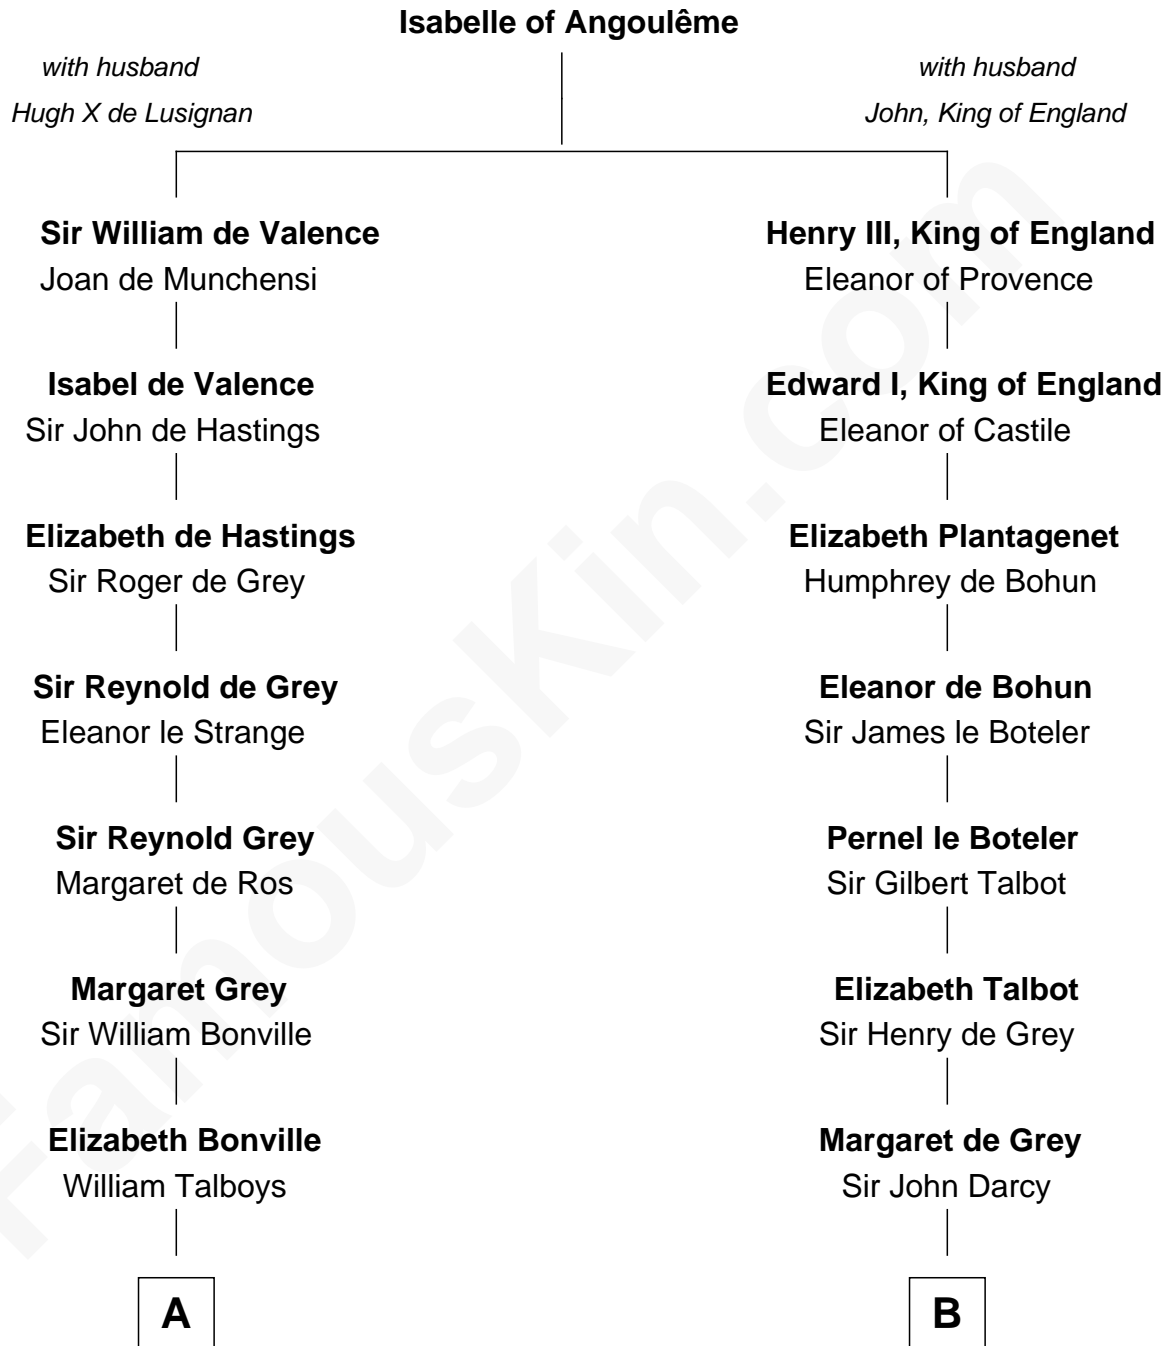 Isabelle of Angoulême
with husband
Hugh X de Lusignan
with husband
John, King of England
Sir William de Valence
Joan de Munchensi
Henry III, King of England
Eleanor of Provence
Isabel de Valence
Sir John de Hastings
Edward I, King of England
Eleanor of Castile
Elizabeth de Hastings
Sir Roger de Grey
Elizabeth Plantagenet
Humphrey de Bohun
Sir Reynold de Grey
Eleanor le Strange
Eleanor de Bohun
Sir James le Boteler
Sir Reynold Grey
Margaret de Ros
Pernel le Boteler
Sir Gilbert Talbot
Margaret Grey
Sir William Bonville
Elizabeth Talbot
Sir Henry de Grey
Elizabeth Bonville
William Talboys
Margaret de Grey
Sir John Darcy
A
B
FamousKin.com